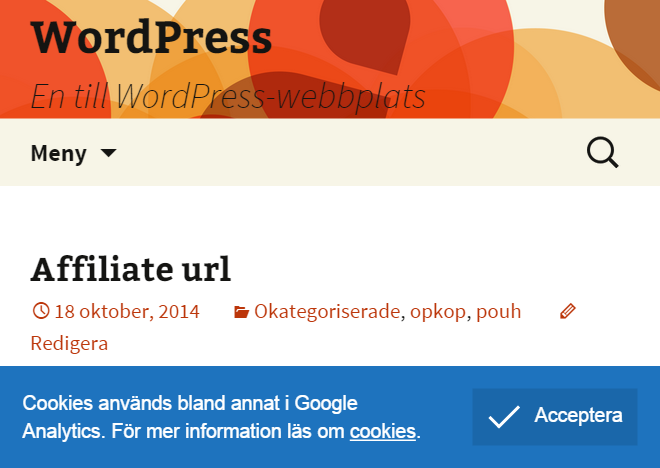 WordPress
En till WordPress-webbplats
Meny
Affiliate url
18 oktober, 2014 Okategoriserade, opkop, pouh
Redigera
Cookies används bland annat i Google
Analytics. För mer information läs om cookies.
Acceptera